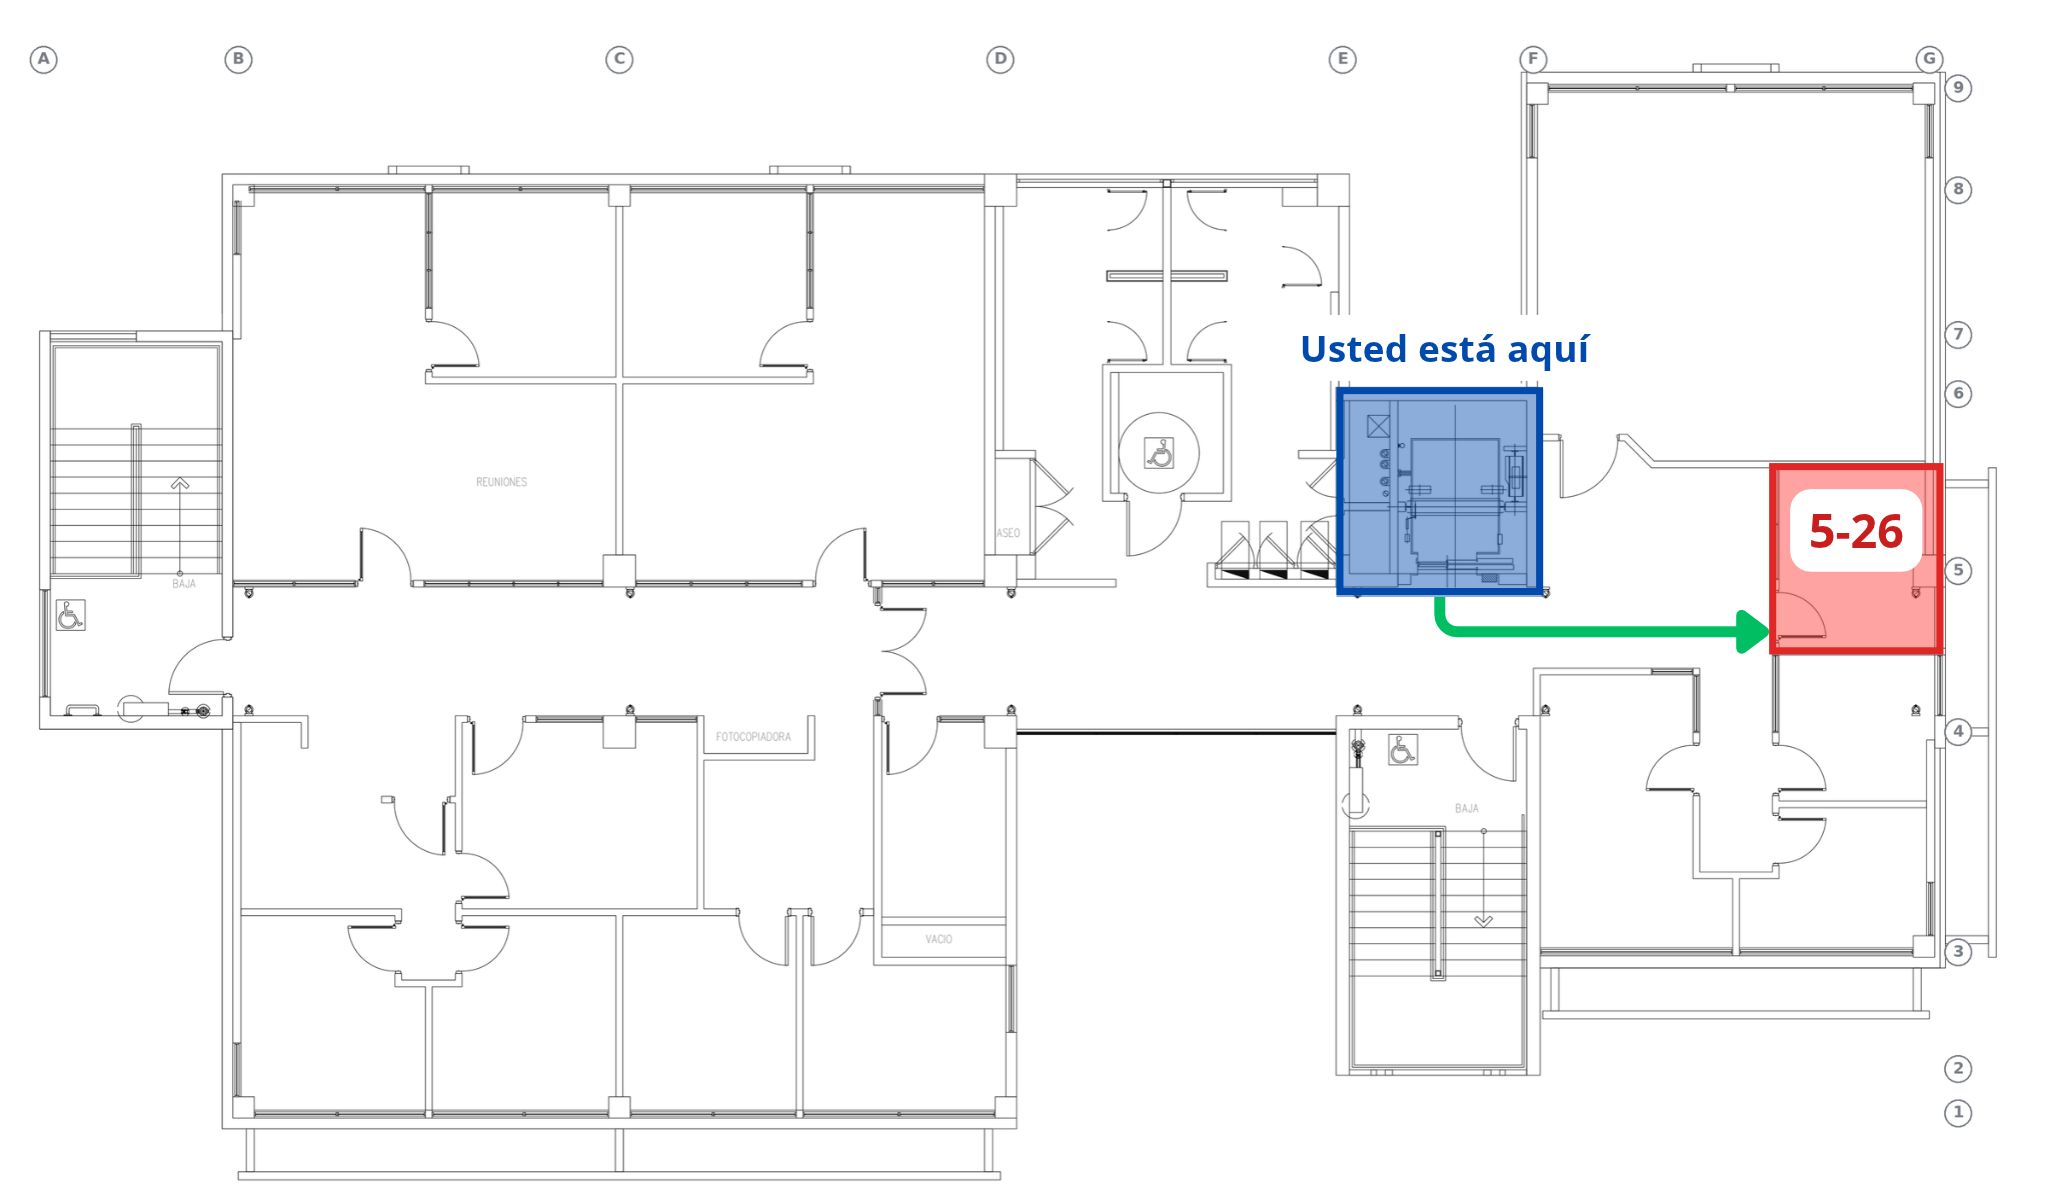 A B C D E F G
9
8
7
Usted está aquí
6
REUNIONES
5-26
ASEO
5
BAJA
4
FOTOCOPIADORA
BAJA
VACIO
3
2
1